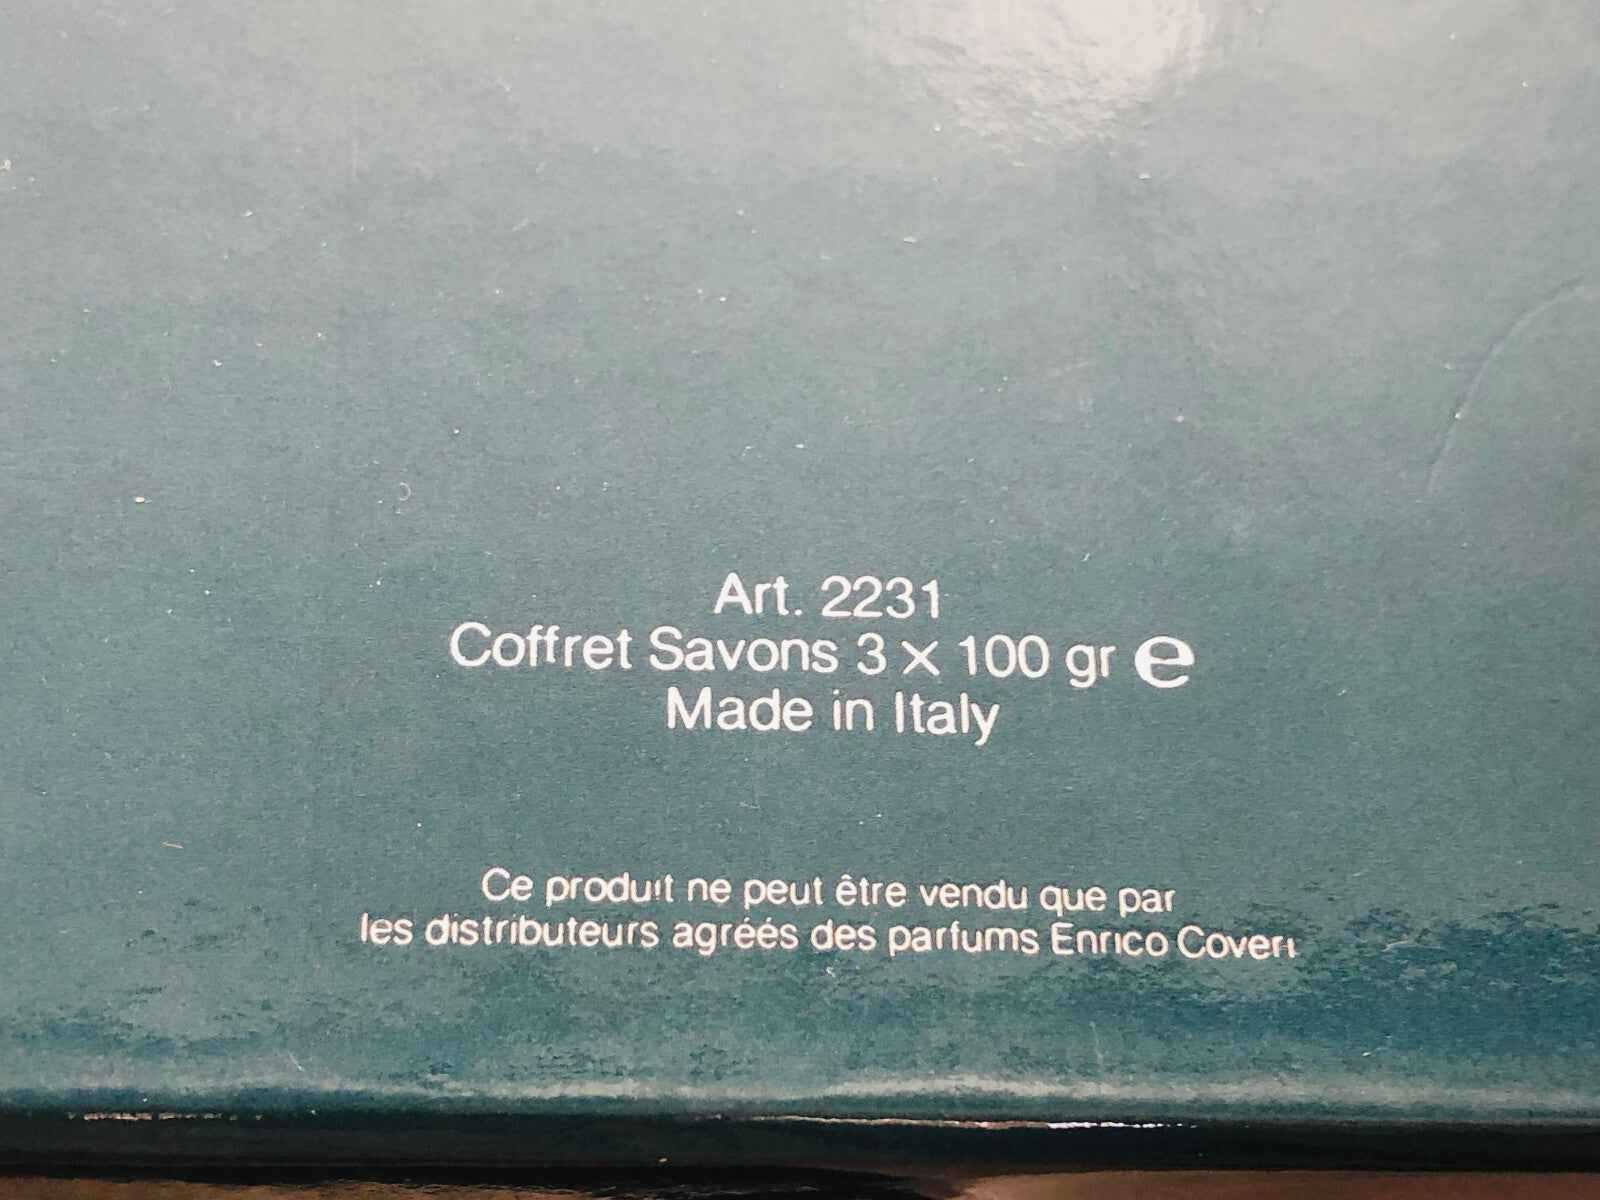 Art. 2231
Coffret Savons 3 × 100 gr ℮
Made in Italy
Ce produit ne peut être vendu que par
les distributeurs agréés des parfums Enrico Coveri